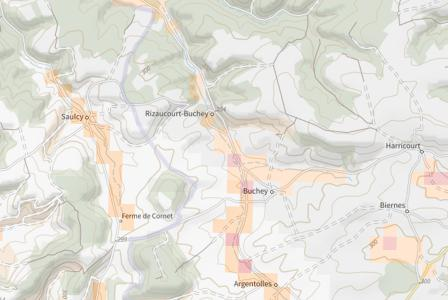 Rizaucourt-Buchey
Saulcy
Harricourt
Buchey
Biernes
Ferme de Cornet
Argentolles